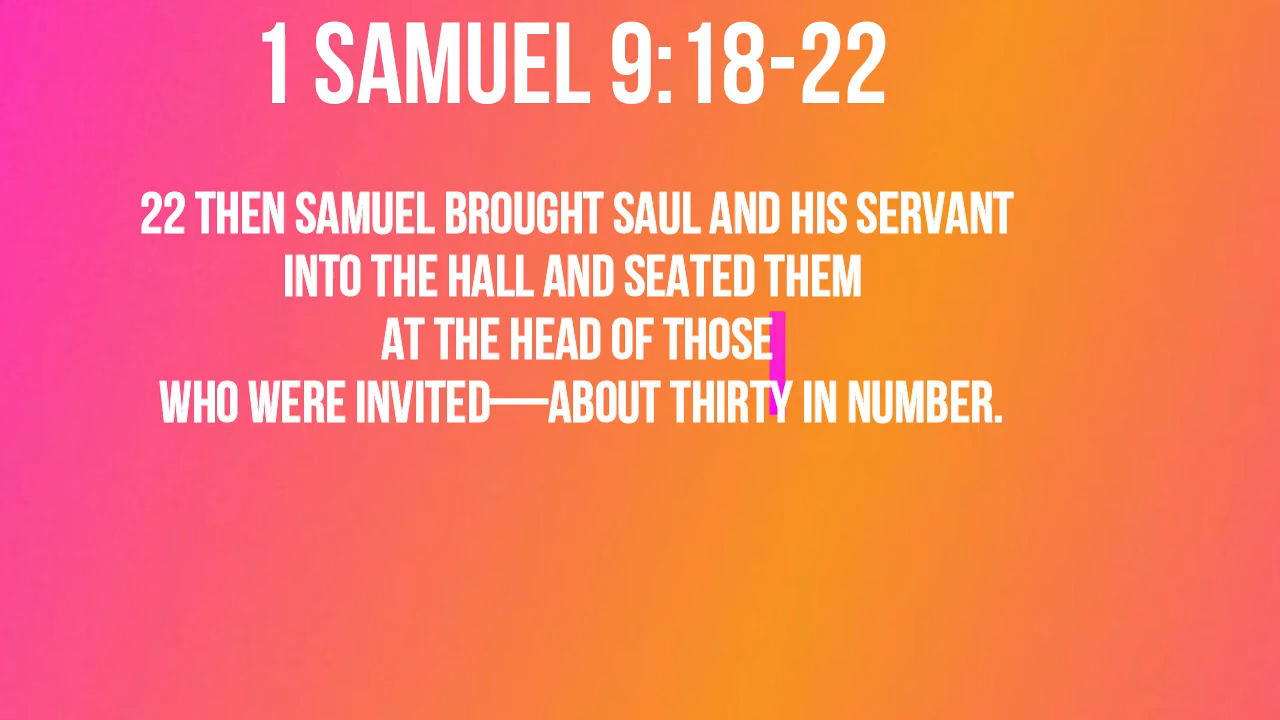 1 SAMUEL 9:18-22
22 THEN SAMUEL BROUGHT SAUL AND HIS SERVANT
INTO THE HALL AND SEATED THEM
AT THE HEAD OF THOSE
WHO WERE INVITED—ABOUT THIRTY IN NUMBER.